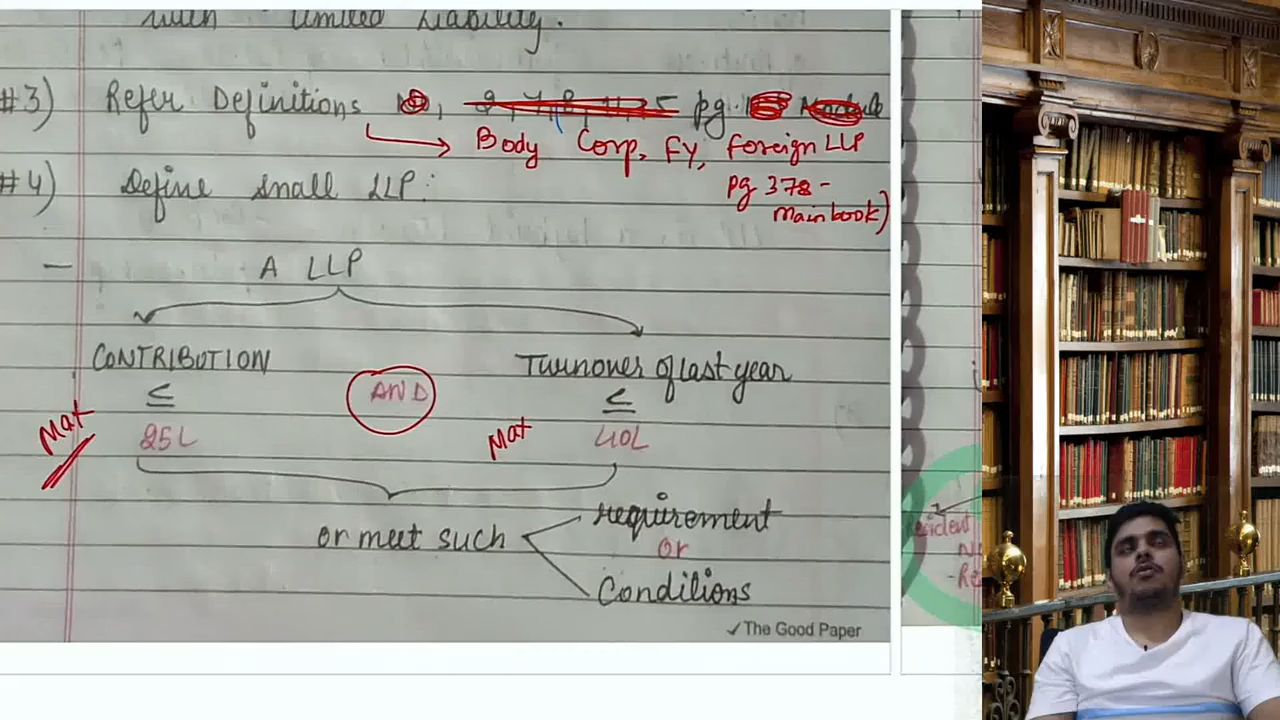 with limited liability.
#3) Refer Definitions , pg.
Body Corp, FY, Foreign LLP
pg 378 -
main book)
#4) Define Small LLP:
— A LLP
CONTRIBUTION AND Turnover of last year
≤ ≤
Max 25L Max 40L
or meet such requirement
or
Conditions
✓The Good Paper